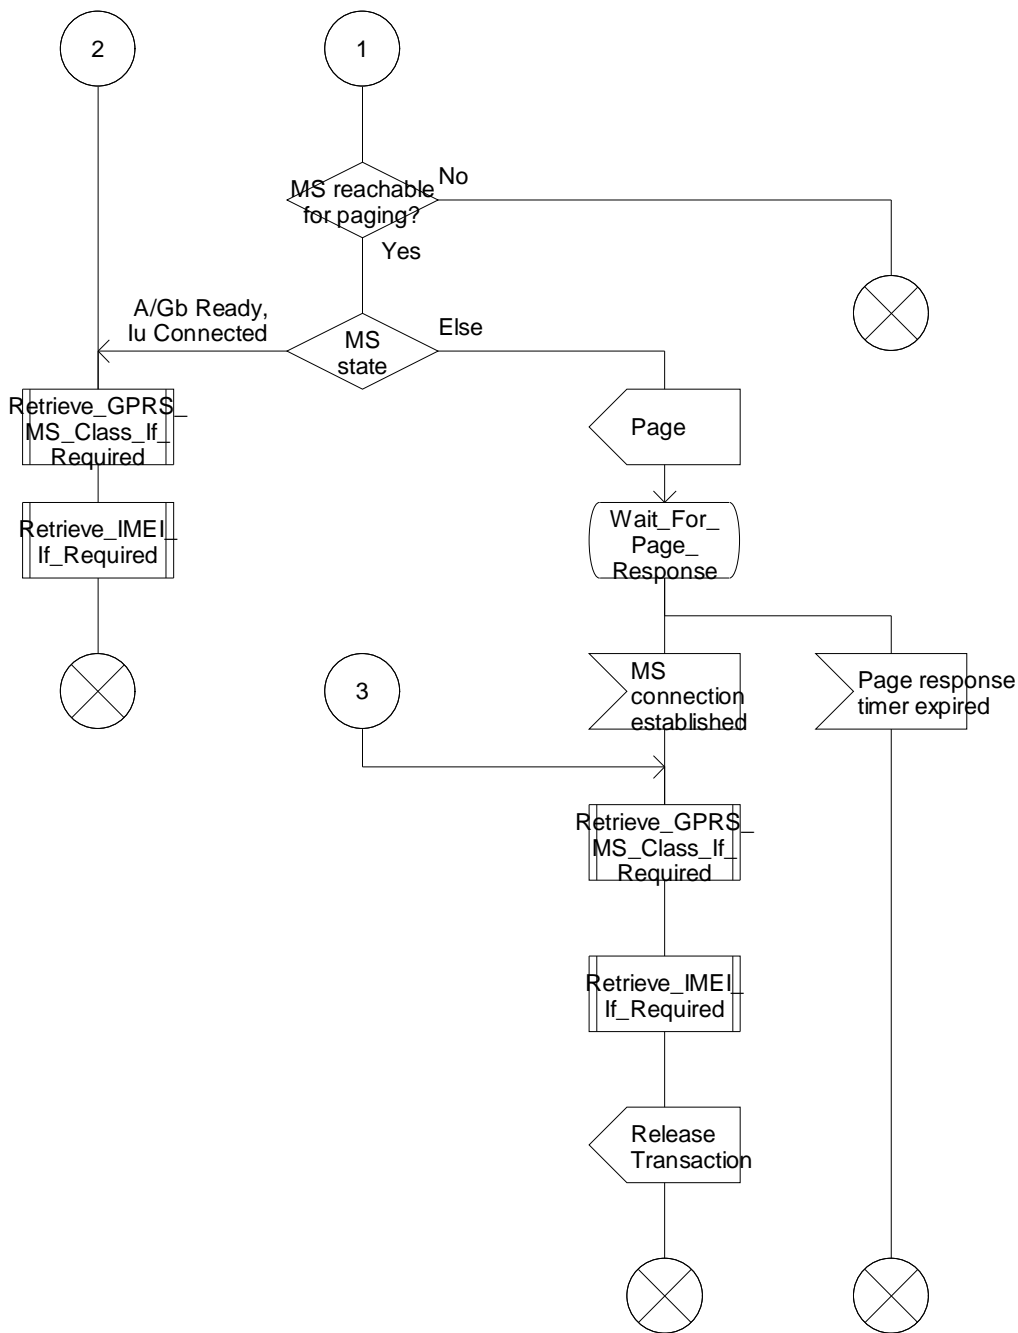 2
1
MS reachable
for paging?
No
Yes
A/Gb Ready,
Iu Connected
MS
state
Else
Retrieve_GPRS_
MS_Class_If_
Required
Page
Retrieve_IMEI_
If_Required
Wait_For_
Page_
Response
3
MS
connection
established
Page response
timer expired
Retrieve_GPRS_
MS_Class_If_
Required
Retrieve_IMEI_
If_Required
Release
Transaction